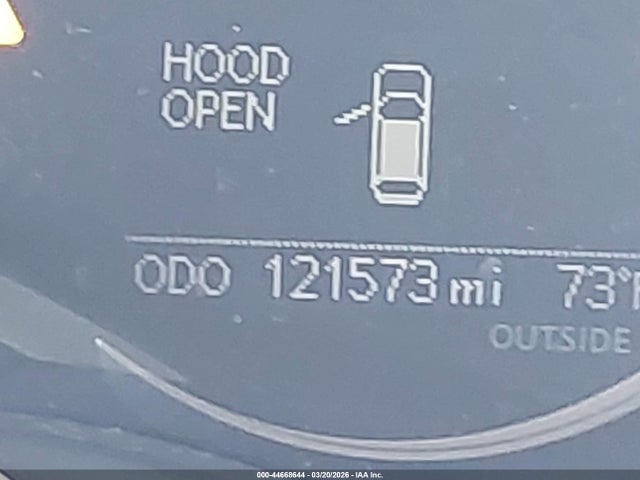 HOOD
OPEN
ODO 121573 mi 73°F
OUTSIDE
000-44668644 - 03/20/2026 - IAA Inc.